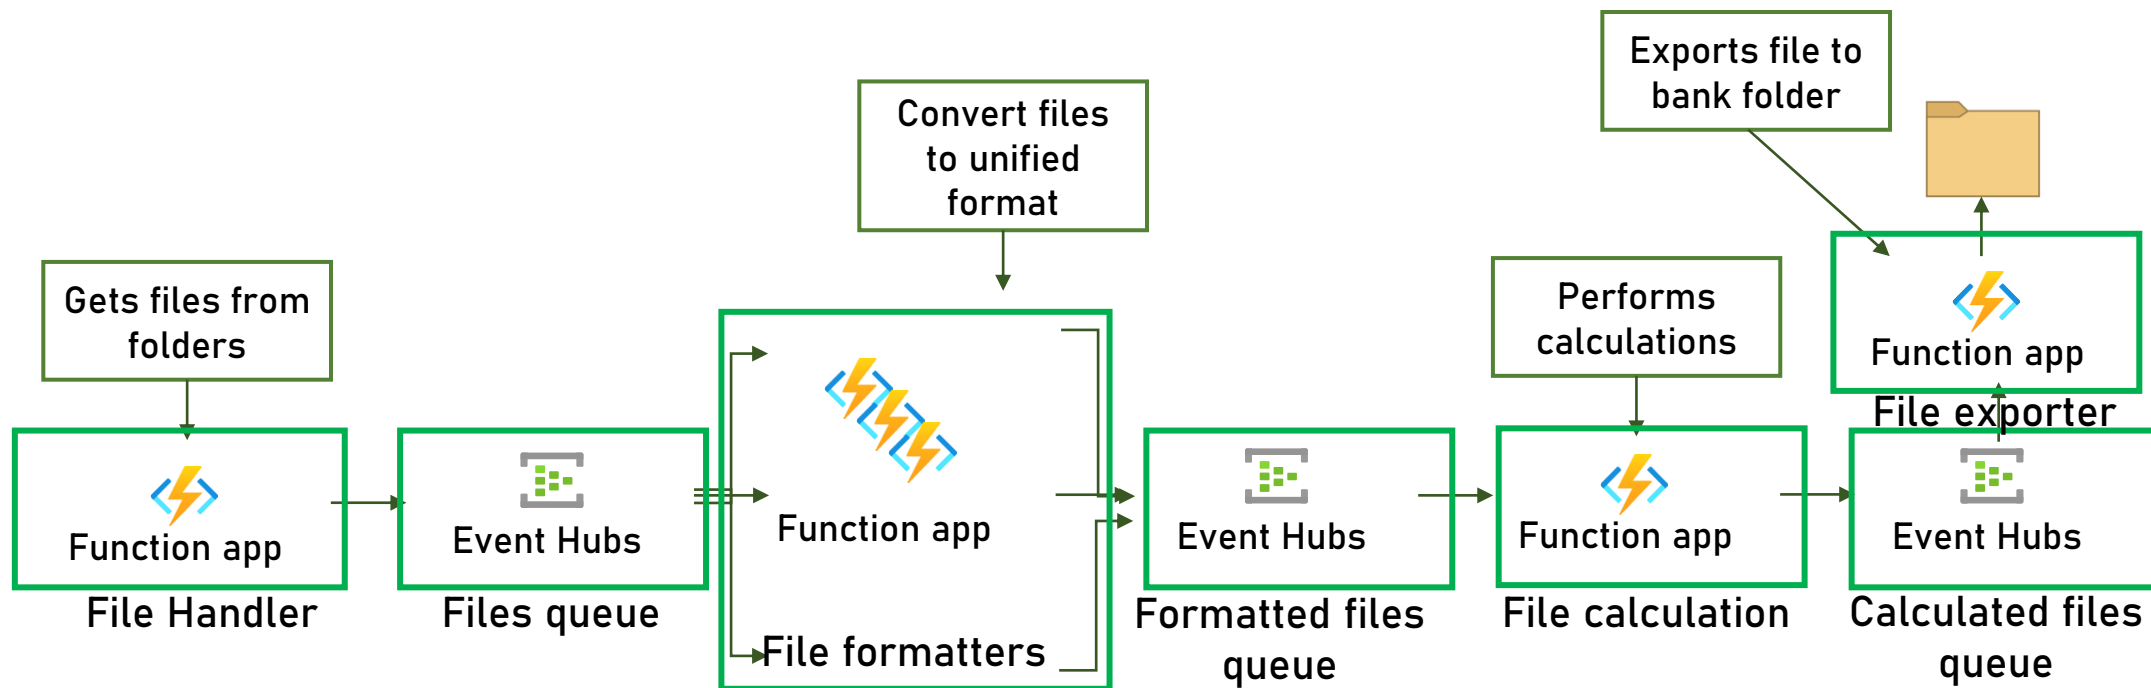 Exports file to
bank folder
Convert files
to unified
format
Gets files from
folders
Performs
calculations
Function app
File exporter
Function app
File Handler
Event Hubs
Files queue
Function app
File formatters
Event Hubs
Formatted files
queue
Function app
File calculation
Event Hubs
Calculated files
queue